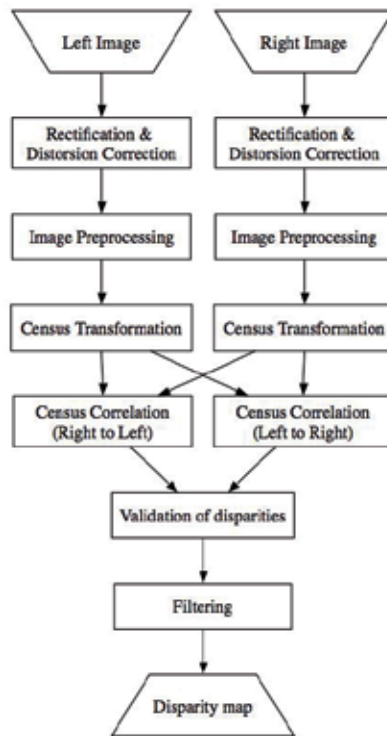 Left Image
Right Image
Rectification &
Distorsion Correction
Rectification &
Distorsion Correction
Image Preprocessing
Image Preprocessing
Census Transformation
Census Transformation
Census Correlation
(Right to Left)
Census Correlation
(Left to Right)
Validation of disparities
Filtering
Disparity map